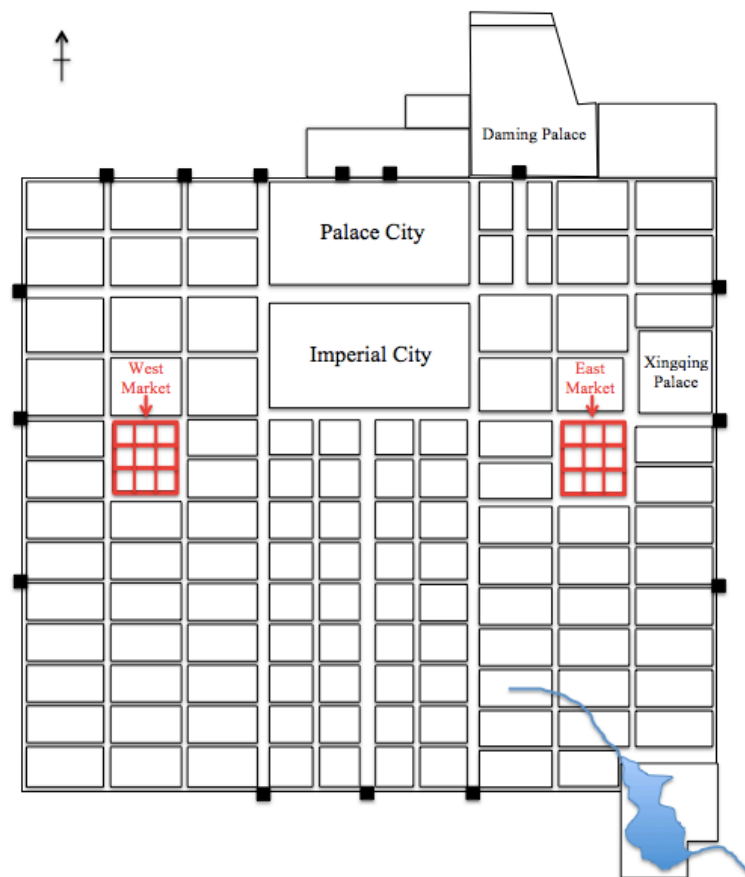 Daming Palace
Palace City
Imperial City
West
Market
East
Market
Xingqing
Palace